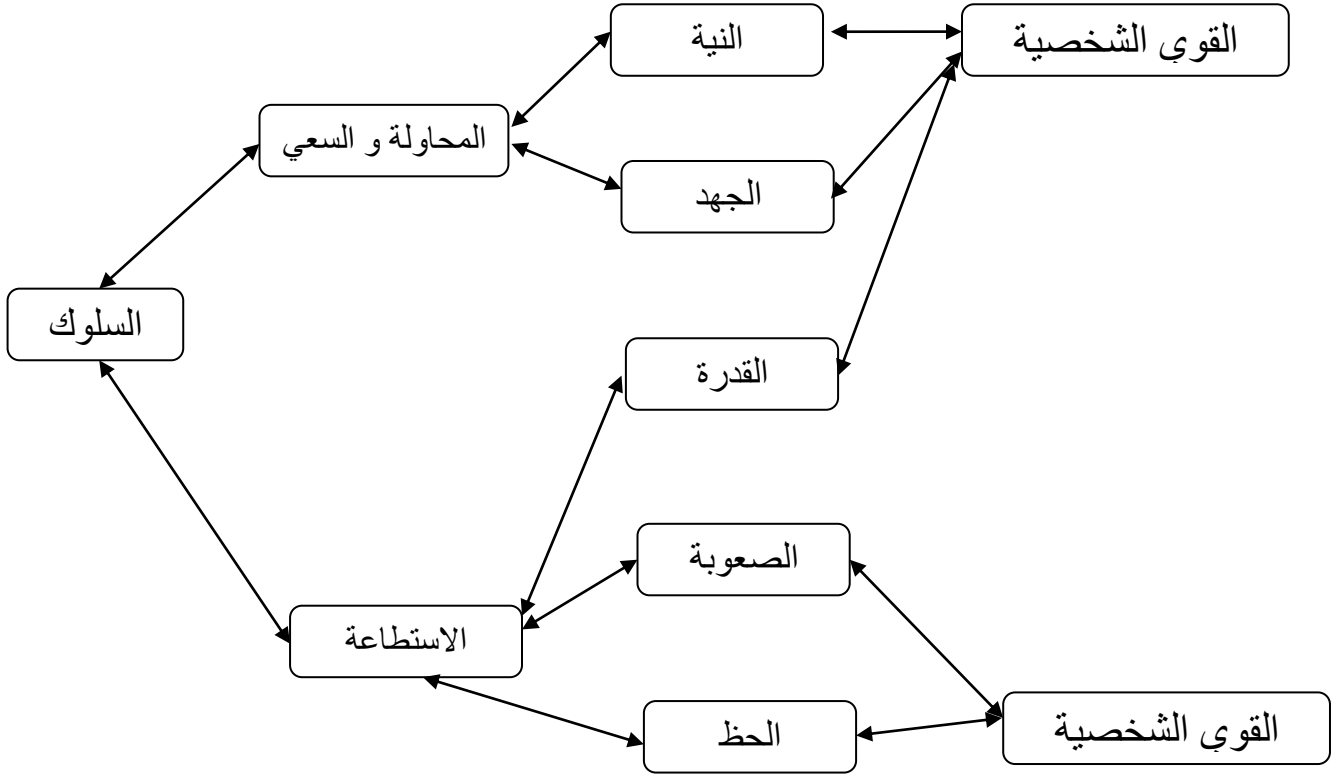 القوى الشخصية
النية
المحاولة و السعي
الجهد
السلوك
القدرة
الصعوبة
الاستطاعة
الحظ
القوى الشخصية